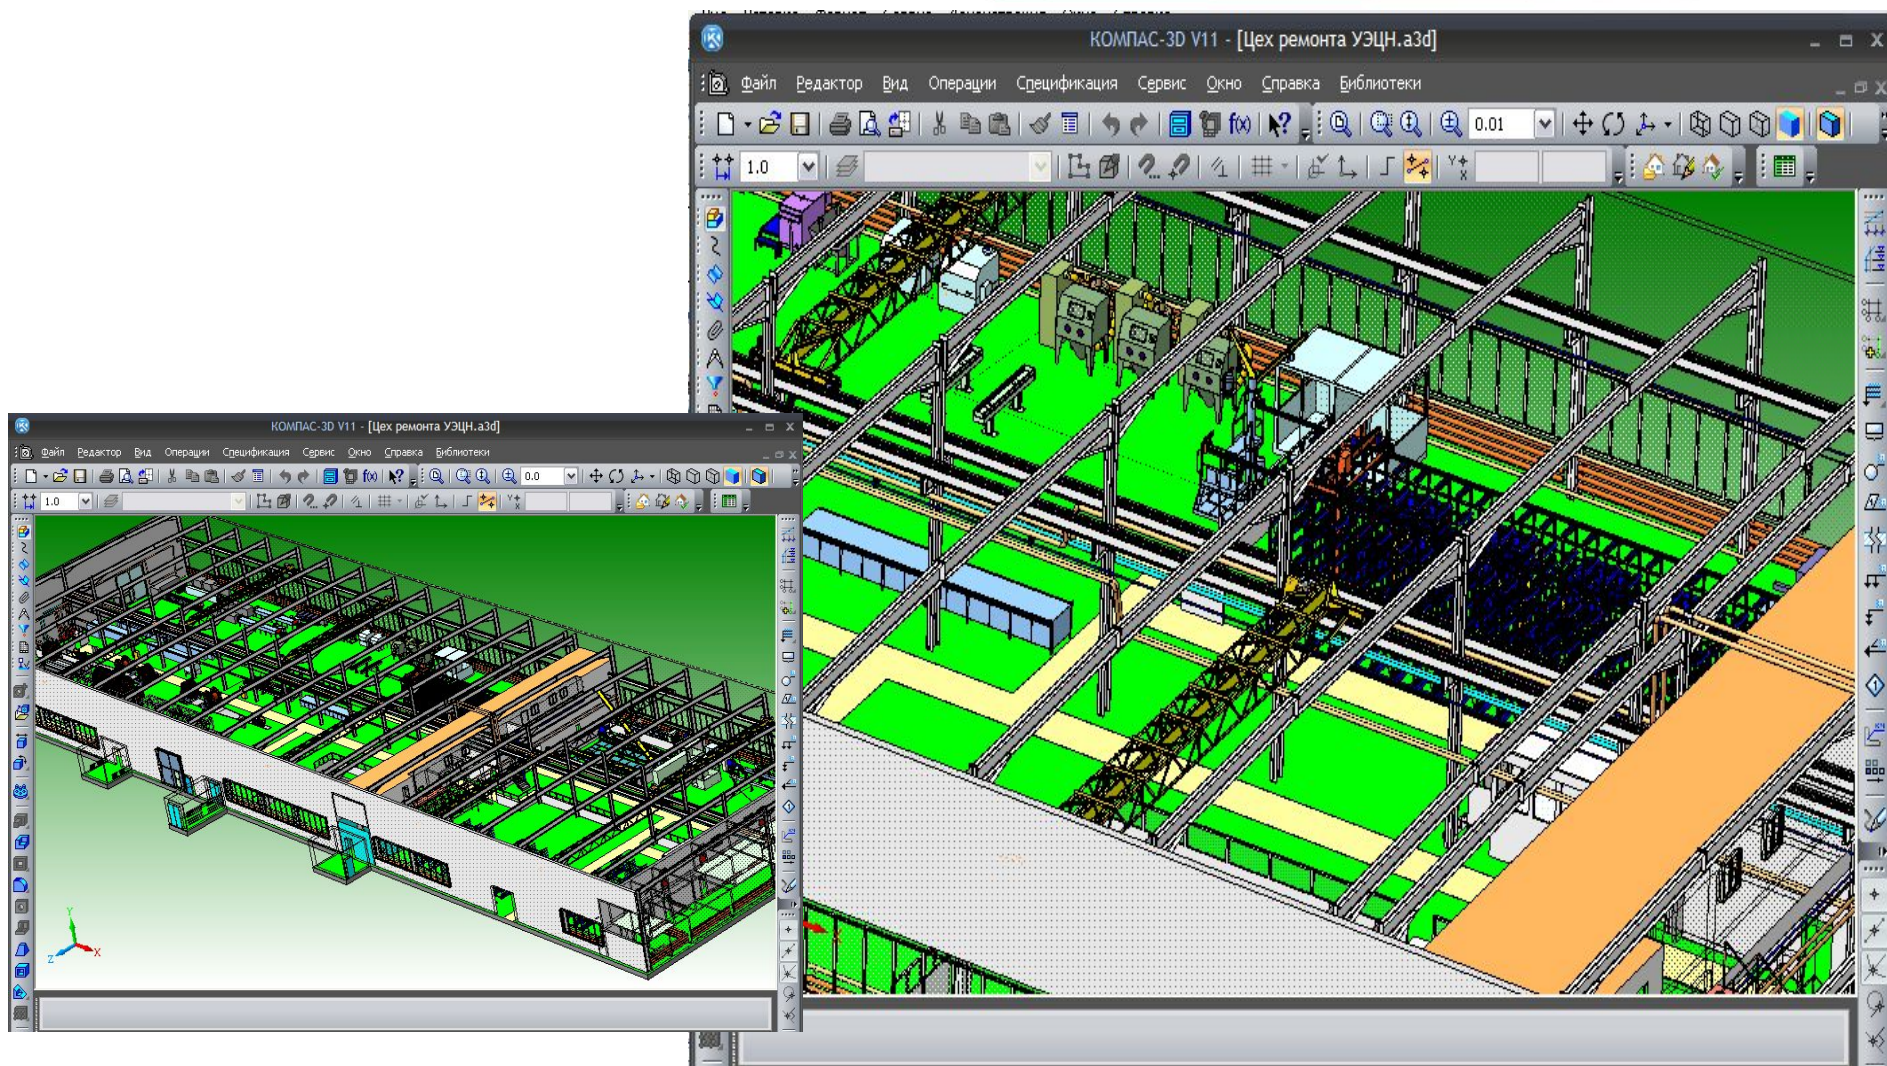 КОМПАС-3D V11 - [Цех ремонта УЭЦН.a3d]
Файл Редактор Вид Операции Спецификация Сервис Окно Справка Библиотеки
f(x) 0.01
1.0
КОМПАС-3D V11 - [Цех ремонта УЭЦН.a3d]
Файл Редактор Вид Операции Спецификация Сервис Окно Справка Библиотеки
f(x) 0.0
1.0
Y
Z X